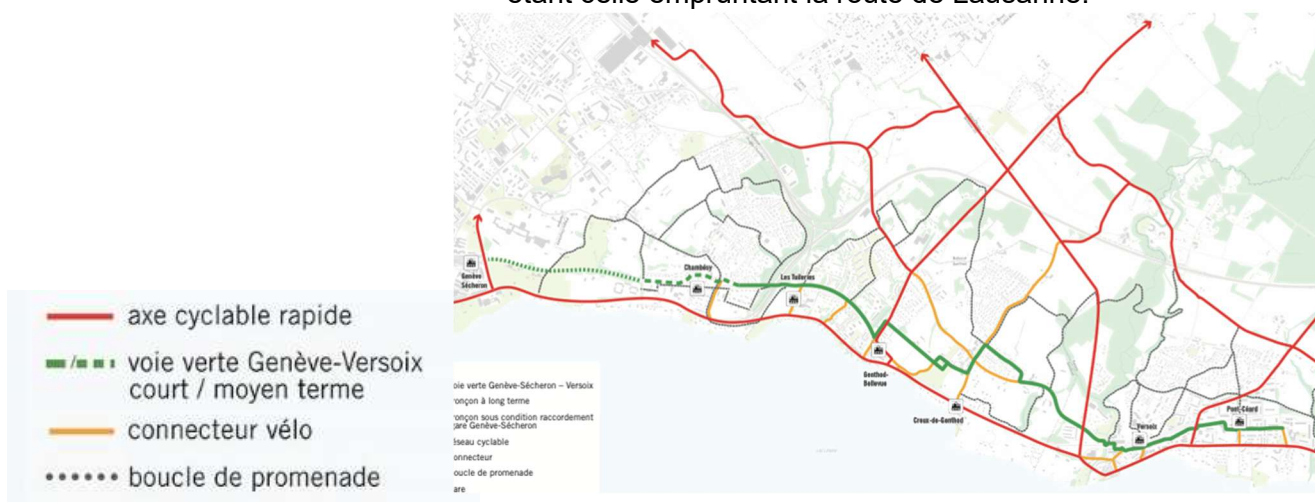 étant celle empruntant la route de Lausanne.
axe cyclable rapide
voie verte Genève-Versoix
court / moyen terme
connecteur vélo
boucle de promenade
Genève
Sécheron
Chambésy
Les Tuileries
Genthod-
Bellevue
Creux-de-Genthod
Versoix
Pont-Céard
oie verte Genève-Sécheron – Versoix
ronçon à long terme
ronçon sous condition raccordement
gare Genève-Sécheron
éseau cyclable
onnecteur
oucle de promenade
are